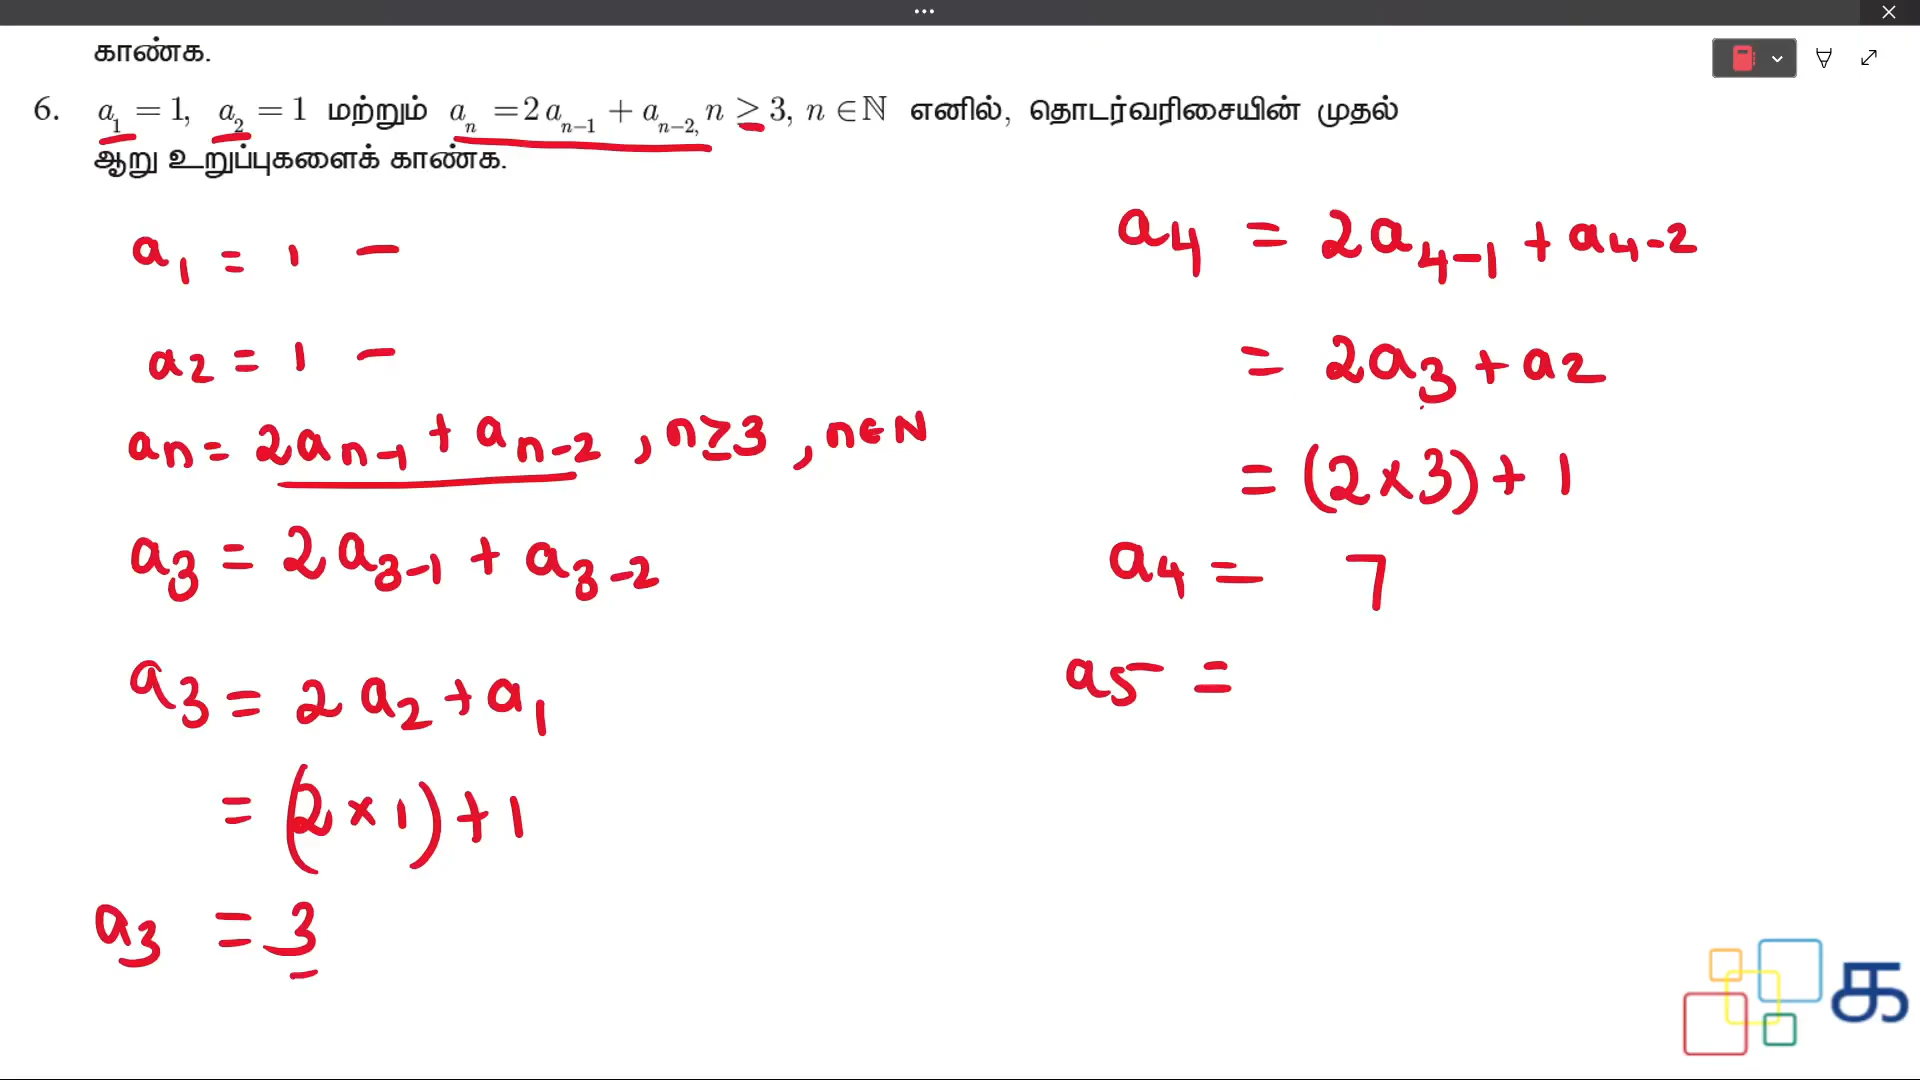 காண்க.
6. a₁ = 1, a₂ = 1 மற்றும் aₙ = 2aₙ₋₁ + aₙ₋₂, n ≥ 3, n ∈ ℕ எனில், தொடர்வரிசையின் முதல்
ஆறு உறுப்புகளைக் காண்க.
a₁ = 1 –
a₂ = 1 –
aₙ = 2aₙ₋₁ + aₙ₋₂, n ≥ 3, n ∈ N
a₃ = 2a₃₋₁ + a₃₋₂
a₃ = 2a₂ + a₁
= (2 × 1) + 1
a₃ = 3
a₄ = 2a₄₋₁ + a₄₋₂
= 2a₃ + a₂
= (2 × 3) + 1
a₄ = 7
a₅ =
க